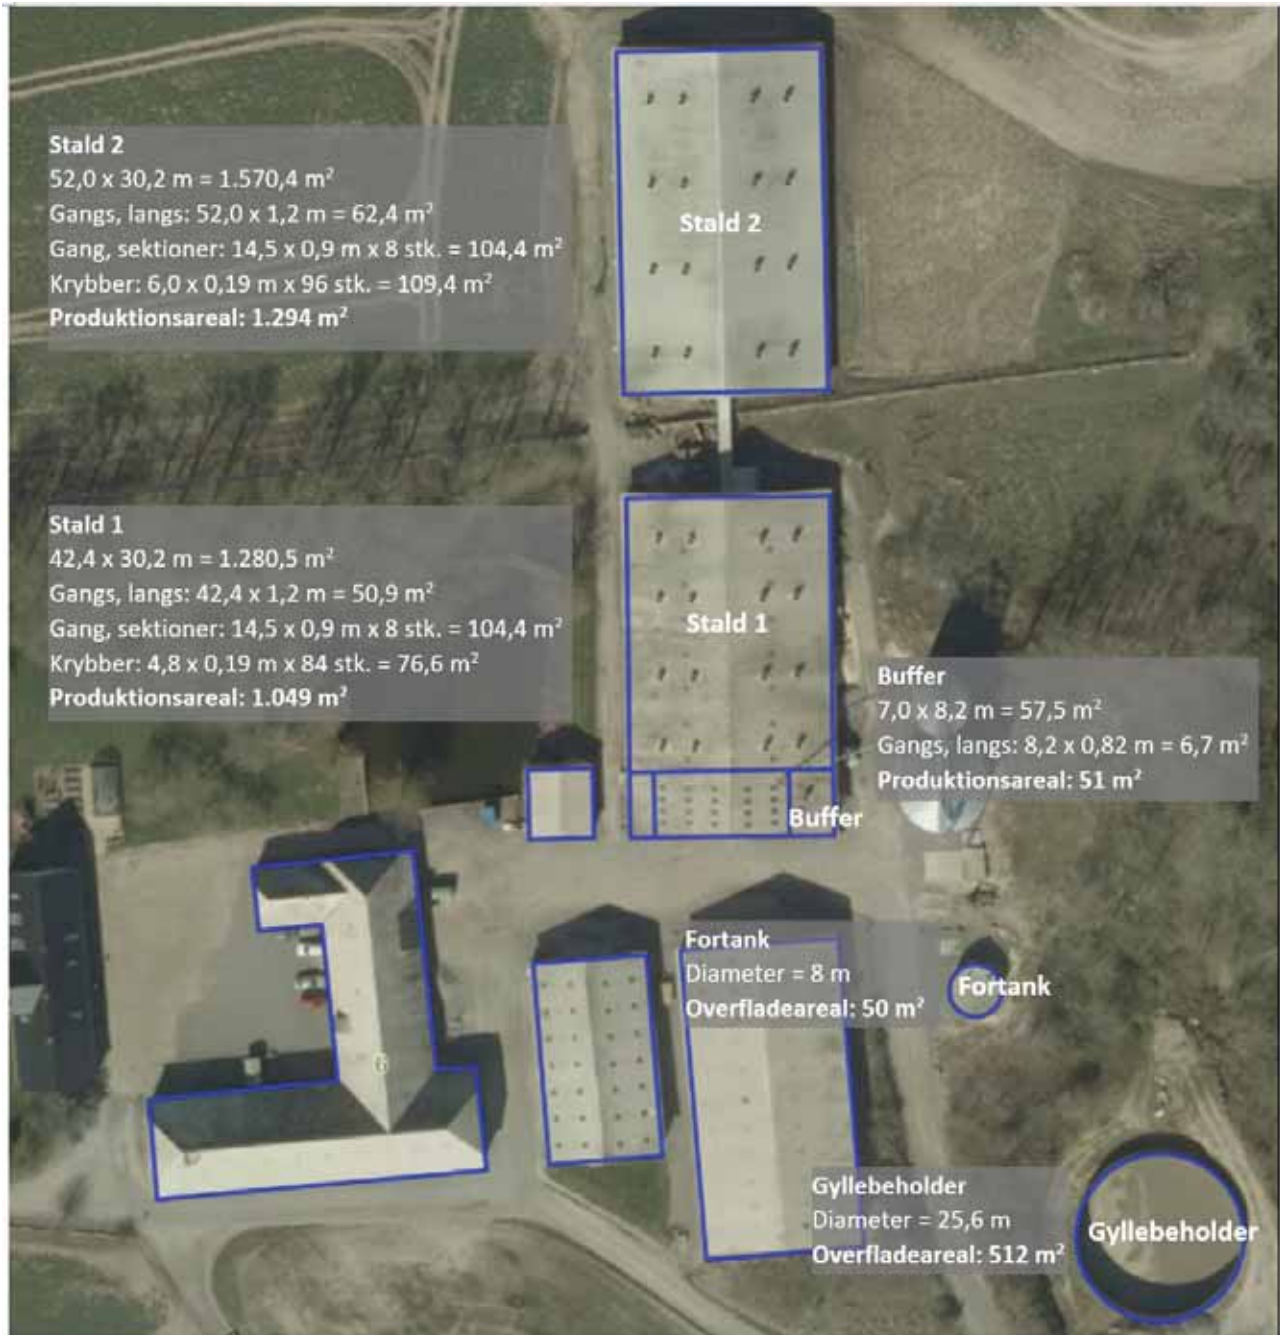 Stald 2
52,0 x 30,2 m = 1.570,4 m²
Gangs, langs: 52,0 x 1,2 m = 62,4 m²
Gang, sektioner: 14,5 x 0,9 m x 8 stk. = 104,4 m²
Krybber: 6,0 x 0,19 m x 96 stk. = 109,4 m²
Produktionsareal: 1.294 m²
Stald 2
Stald 1
42,4 x 30,2 m = 1.280,5 m²
Gangs, langs: 42,4 x 1,2 m = 50,9 m²
Gang, sektioner: 14,5 x 0,9 m x 8 stk. = 104,4 m²
Krybber: 4,8 x 0,19 m x 84 stk. = 76,6 m²
Produktionsareal: 1.049 m²
Stald 1
Buffer
7,0 x 8,2 m = 57,5 m²
Gangs, langs: 8,2 x 0,82 m = 6,7 m²
Produktionsareal: 51 m²
Buffer
Fortank
Diameter = 8 m
Overfladeareal: 50 m²
Fortank
6
Gyllebeholder
Diameter = 25,6 m
Overfladeareal: 512 m²
Gyllebeholder